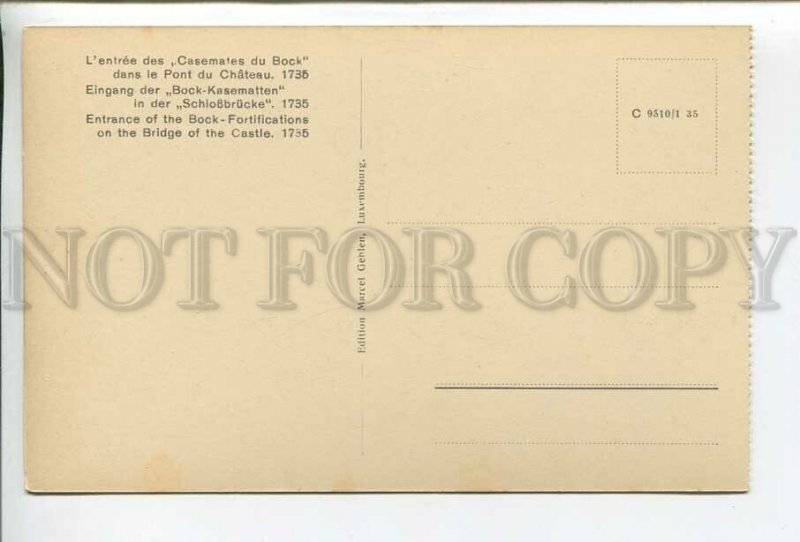 L'entrée des „Casemates du Bock"
dans le Pont du Château. 1735
Eingang der „Bock-Kasematten"
in der „Schloßbrücke". 1735
Entrance of the Bock-Fortifications
on the Bridge of the Castle. 1735
Edition Marcel Gehlen, Luxembourg.
C 9510/1 35
NOT FOR COPY